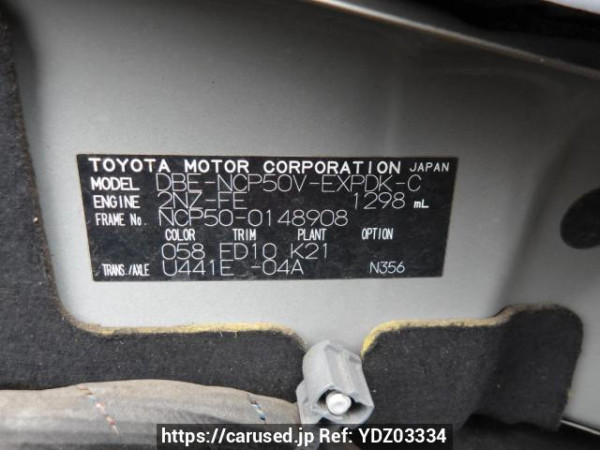 TOYOTA MOTOR CORPORATION JAPAN
MODEL DBE-NCP50V-EXPDK-C
ENGINE 2NZ-FE 1298 mL
FRAME No. NCP50-0148908
COLOR TRIM PLANT
058 ED10 K21
TRANS./AXLE U441E -04A N356
https://carused.jp Ref: YDZ03334